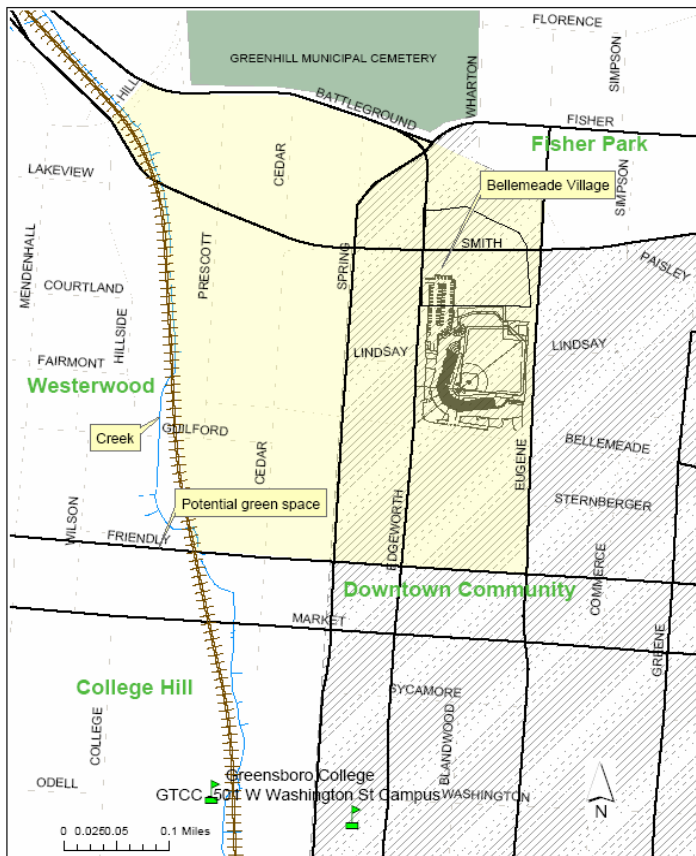 FLORENCE
GREENHILL MUNICIPAL CEMETERY
SIMPSON
HILL
BATTLEGROUND
WHARTON
FISHER
Fisher Park
LAKEVIEW
CEDAR
Bellemeade Village
SIMPSON
MENDENHALL
PRESCOTT
SPRING
SMITH
PAISLEY
COURTLAND
HILLSIDE
FAIRMONT
LINDSAY
LINDSAY
Westerwood
Creek
GUILFORD
CEDAR
EUGENE
BELLEMEADE
Potential green space
STERNBERGER
WILSON
FRIENDLY
EDGEWORTH
Downtown Community
COMMERCE
MARKET
GREENE
College Hill
SYCAMORE
COLLEGE
BLANDWOOD
ODELL
Greensboro College
GTCC - 501 W Washington St Campus
WASHINGTON
N
0 0.025 0.05 0.1 Miles